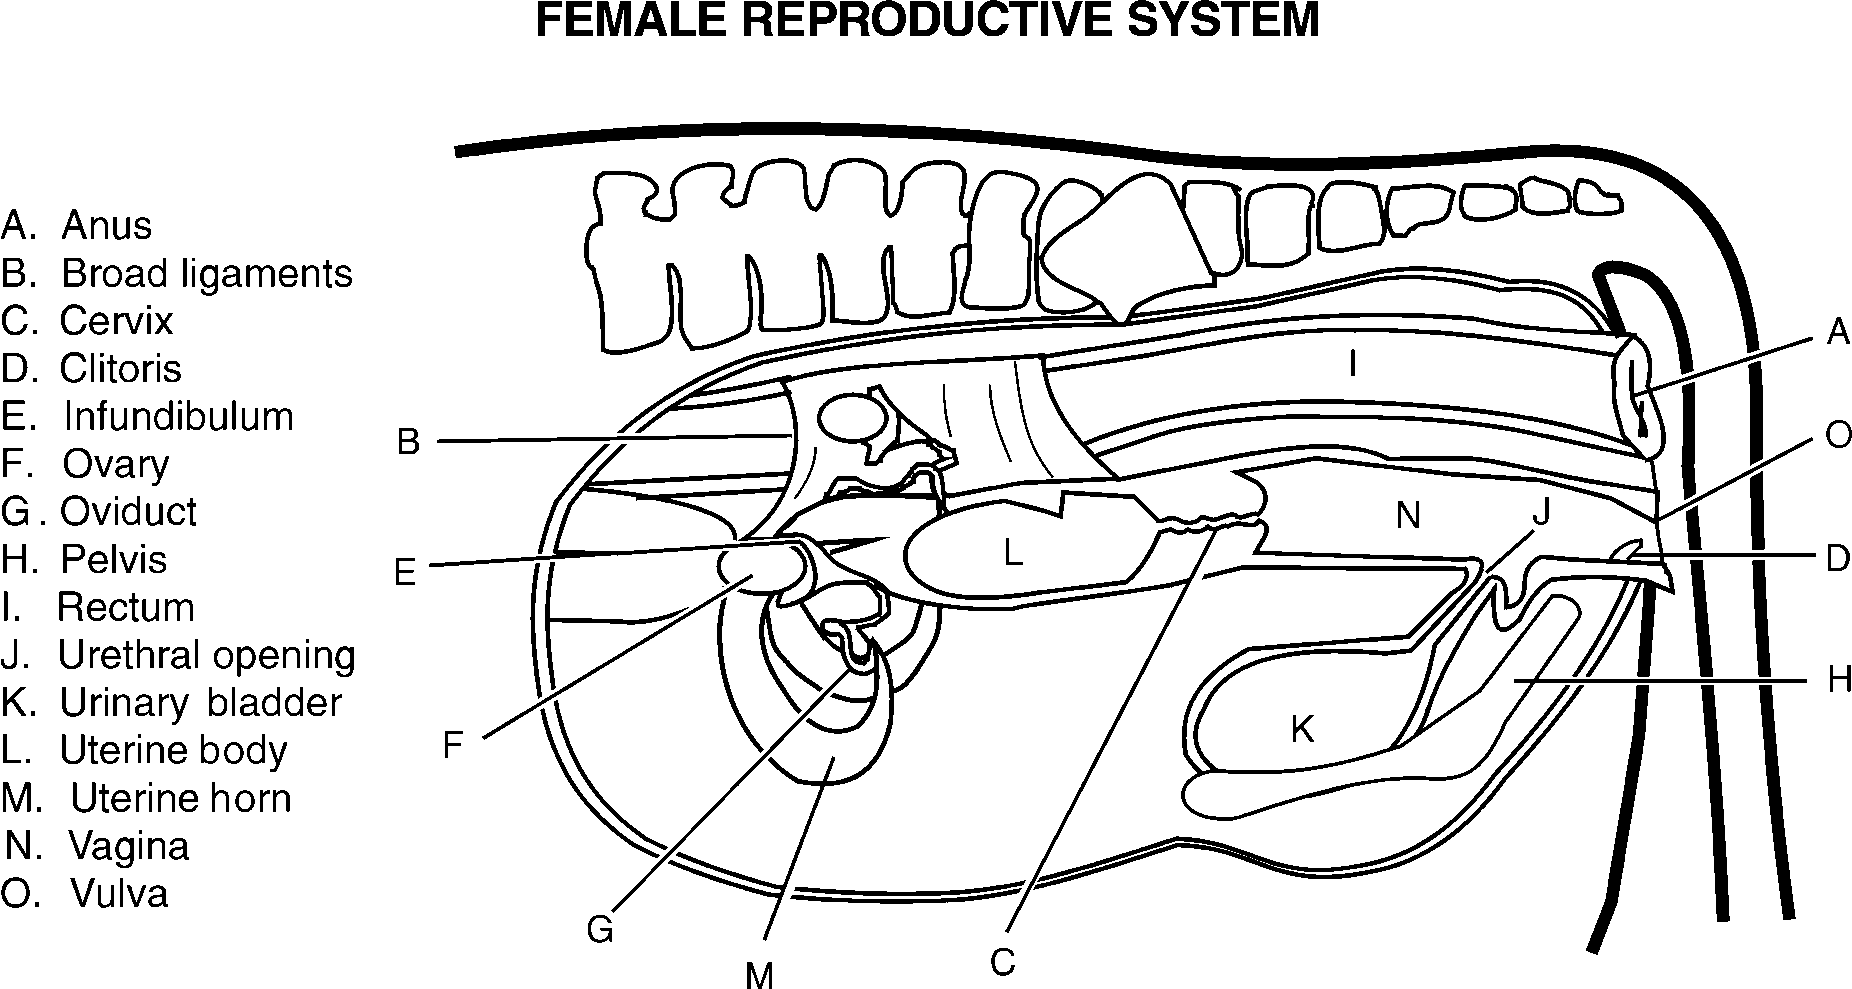 FEMALE REPRODUCTIVE SYSTEM
A. Anus
B. Broad ligaments
C. Cervix
D. Clitoris
E. Infundibulum
F. Ovary
G. Oviduct
H. Pelvis
I. Rectum
J. Urethral opening
K. Urinary bladder
L. Uterine body
M. Uterine horn
N. Vagina
O. Vulva
A
I
B
O
N
J
L
E
D
H
F
K
G
C
M